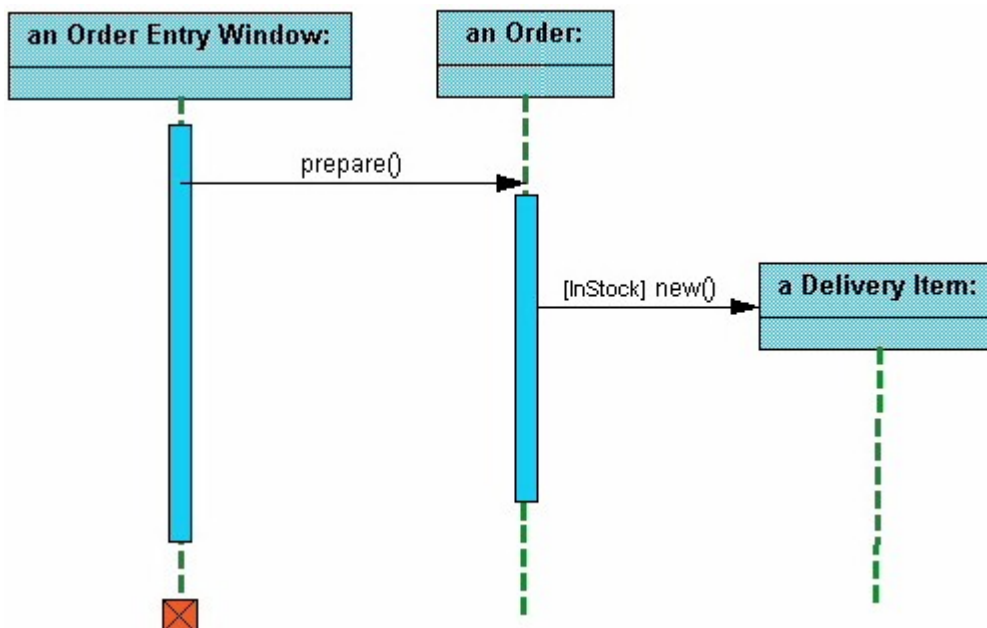 an Order Entry Window:
an Order:
prepare()
[InStock] new()
a Delivery Item: